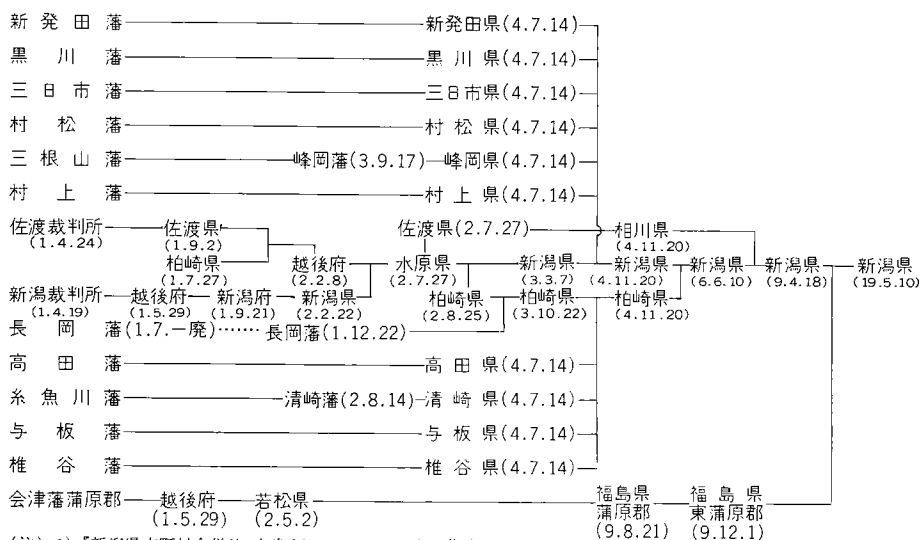 新発田藩 新発田県(4.7.14)
黒川藩 黒川県(4.7.14)
三日市藩 三日市県(4.7.14)
村松藩 村松県(4.7.14)
三根山藩 峰岡藩(3.9.17) 峰岡県(4.7.14)
村上藩 村上県(4.7.14)
佐渡裁判所 佐渡県 佐渡県(2.7.27) 相川県
(1.4.24) (1.9.2) (4.11.20)
柏崎県 越後府 水原県 新潟県 新潟県 新潟県 新潟県 新潟県
(1.7.27) (2.2.8) (2.7.27) (3.3.7) (4.11.20) (6.6.10) (9.4.18) (19.5.10)
新潟裁判所 越後府 新潟府 新潟県 柏崎県 柏崎県 柏崎県
(1.4.19) (1.5.29) (1.9.21) (2.2.22) (2.8.25) (3.10.22) (4.11.20)
長岡藩(1.7.一廃)……長岡藩(1.12.22)
高田藩 高田県(4.7.14)
糸魚川藩 清崎藩(2.8.14) 清崎県(4.7.14)
与板藩 与板県(4.7.14)
椎谷藩 椎谷県(4.7.14)
会津藩蒲原郡 越後府 若松県 福島県 福島県
(1.5.29) (2.5.2) 蒲原郡 東蒲原郡
(9.8.21) (9.12.1)